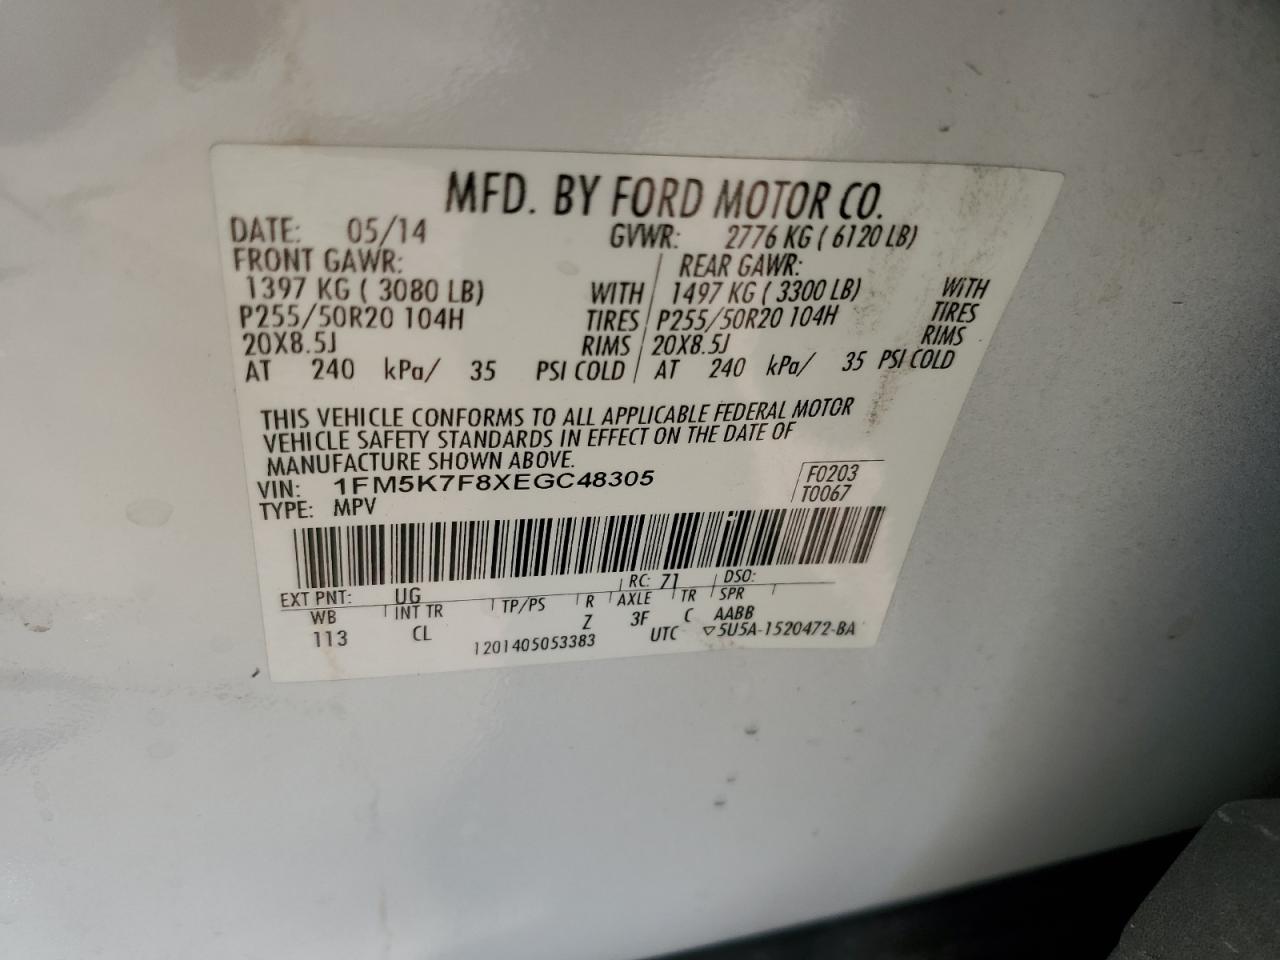 MFD. BY FORD MOTOR CO.
DATE: 05/14 GVWR: 2776 KG ( 6120 LB)
FRONT GAWR: REAR GAWR:
1397 KG ( 3080 LB) WITH 1497 KG ( 3300 LB) WITH
P255/50R20 104H TIRES P255/50R20 104H TIRES
20X8.5J RIMS 20X8.5J RIMS
AT 240 kPa/ 35 PSI COLD AT 240 kPa/ 35 PSI COLD
THIS VEHICLE CONFORMS TO ALL APPLICABLE FEDERAL MOTOR
VEHICLE SAFETY STANDARDS IN EFFECT ON THE DATE OF
MANUFACTURE SHOWN ABOVE.
VIN: 1FM5K7F8XEGC48305 F0203
TYPE: MPV T0067
EXT PNT: UG RC: 71 DSO:
WB INT TR TP/PS R AXLE TR SPR
113 CL Z 3F C AABB
1201405053383 UTC ▽5U5A-1520472-BA